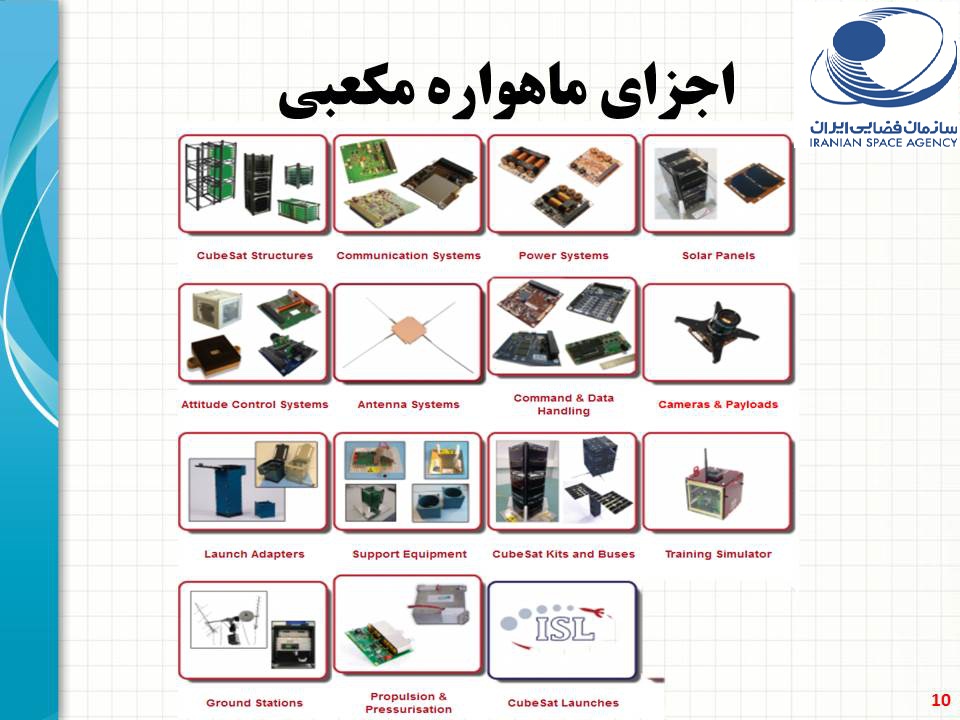 اجزای ماهواره مکعبی
سازمان فضایی ایران
IRANIAN SPACE AGENCY
CubeSat Structures
Communication Systems
Power Systems
Solar Panels
Attitude Control Systems
Antenna Systems
Command & Data
Handling
Cameras & Payloads
Launch Adapters
Support Equipment
CubeSat Kits and Buses
Training Simulator
ISL
Ground Stations
Propulsion &
Pressurisation
CubeSat Launches
10